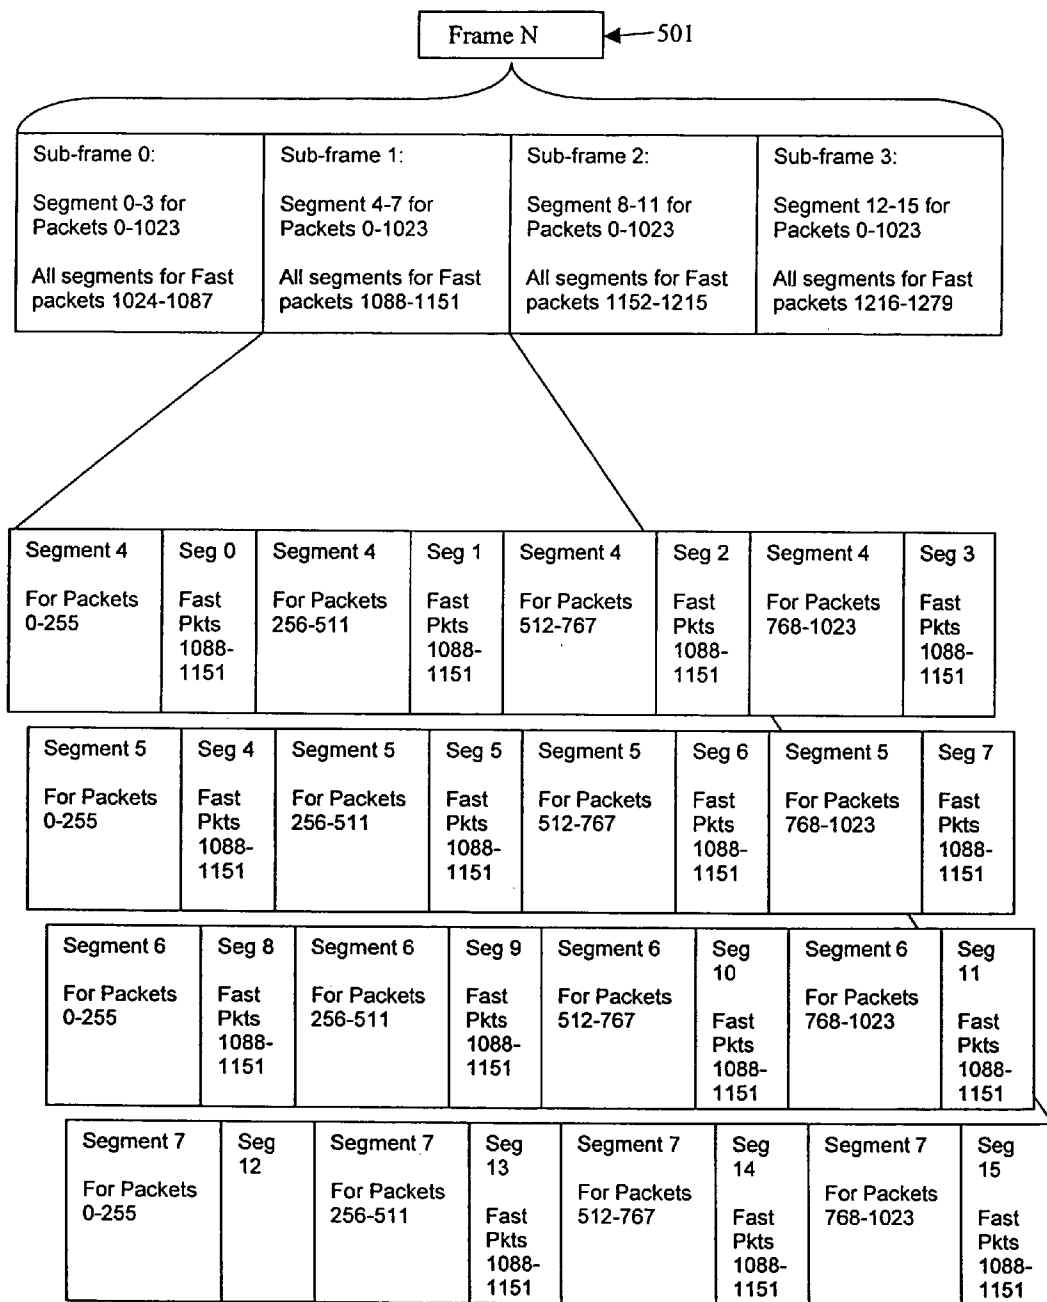 Frame N
501
Sub-frame 0:
Segment 0-3 for
Packets 0-1023
All segments for Fast
packets 1024-1087
Sub-frame 1:
Segment 4-7 for
Packets 0-1023
All segments for Fast
packets 1088-1151
Sub-frame 2:
Segment 8-11 for
Packets 0-1023
All segments for Fast
packets 1152-1215
Sub-frame 3:
Segment 12-15 for
Packets 0-1023
All segments for Fast
packets 1216-1279
Segment 4
For Packets
0-255
Seg 0
Fast
Pkts
1088-
1151
Segment 4
For Packets
256-511
Seg 1
Fast
Pkts
1088-
1151
Segment 4
For Packets
512-767
Seg 2
Fast
Pkts
1088-
1151
Segment 4
For Packets
768-1023
Seg 3
Fast
Pkts
1088-
1151
Segment 5
For Packets
0-255
Seg 4
Fast
Pkts
1088-
1151
Segment 5
For Packets
256-511
Seg 5
Fast
Pkts
1088-
1151
Segment 5
For Packets
512-767
Seg 6
Fast
Pkts
1088-
1151
Segment 5
For Packets
768-1023
Seg 7
Fast
Pkts
1088-
1151
Segment 6
For Packets
0-255
Seg 8
Fast
Pkts
1088-
1151
Segment 6
For Packets
256-511
Seg 9
Fast
Pkts
1088-
1151
Segment 6
For Packets
512-767
Seg
10
Fast
Pkts
1088-
1151
Segment 6
For Packets
768-1023
Seg
11
Fast
Pkts
1088-
1151
Segment 7
For Packets
0-255
Seg
12
Segment 7
For Packets
256-511
Seg
13
Fast
Pkts
1088-
1151
Segment 7
For Packets
512-767
Seg
14
Fast
Pkts
1088-
1151
Segment 7
For Packets
768-1023
Seg
15
Fast
Pkts
1088-
1151